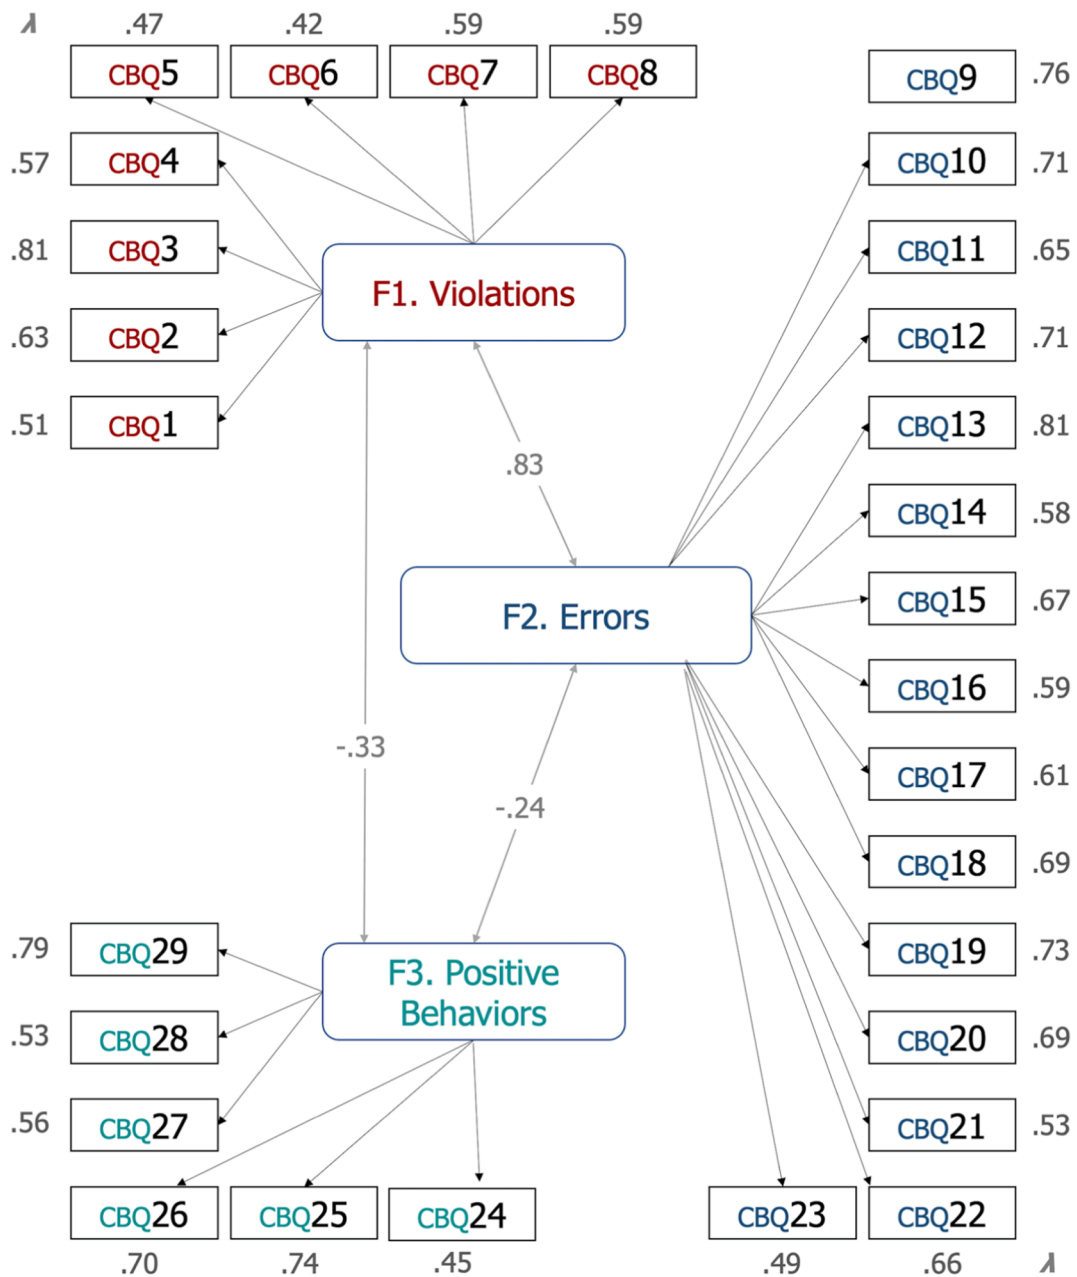 λ .47 .42 .59 .59
CBQ5 CBQ6 CBQ7 CBQ8
CBQ9 .76
.57 CBQ4
CBQ10 .71
.81 CBQ3
CBQ11 .65
F1. Violations
.63 CBQ2
CBQ12 .71
.51 CBQ1
CBQ13 .81
.83
CBQ14 .58
F2. Errors
CBQ15 .67
CBQ16 .59
-.33
CBQ17 .61
-.24
CBQ18 .69
.79 CBQ29
CBQ19 .73
F3. Positive
Behaviors
.53 CBQ28
CBQ20 .69
.56 CBQ27
CBQ21 .53
CBQ26 CBQ25 CBQ24 CBQ23 CBQ22
.70 .74 .45 .49 .66 λ